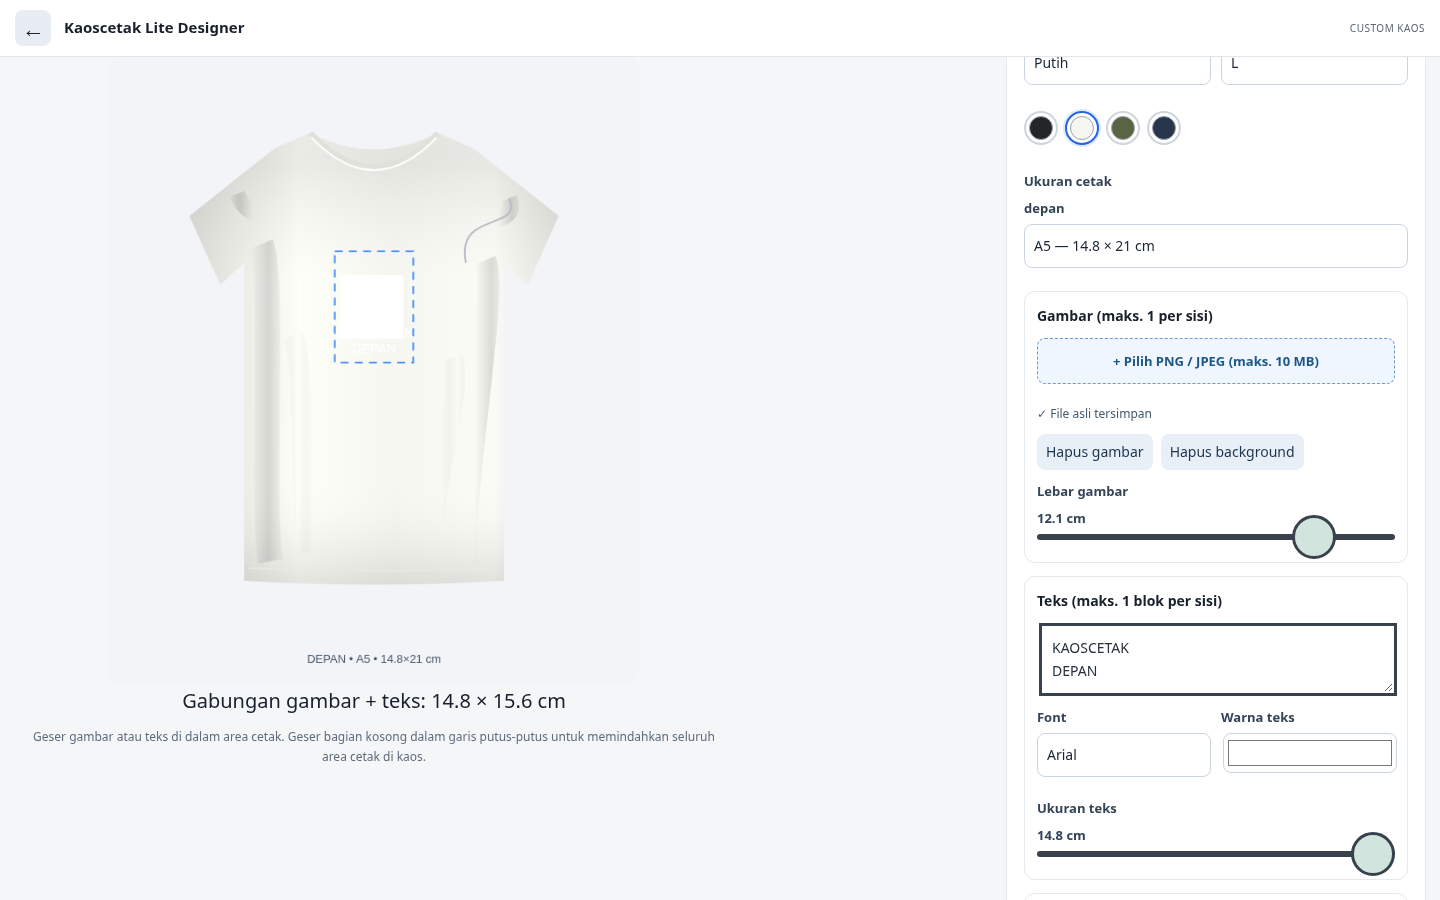 ←
Kaoscetak Lite Designer
CUSTOM KAOS
Putih
L
Ukuran cetak
depan
A5 — 14.8 × 21 cm
Gambar (maks. 1 per sisi)
+ Pilih PNG / JPEG (maks. 10 MB)
✓ File asli tersimpan
Hapus gambar
Hapus background
Lebar gambar
12.1 cm
Teks (maks. 1 blok per sisi)
KAOSCETAK
DEPAN
Font
Warna teks
Arial
Ukuran teks
14.8 cm
DEPAN
DEPAN • A5 • 14.8×21 cm
Gabungan gambar + teks: 14.8 × 15.6 cm
Geser gambar atau teks di dalam area cetak. Geser bagian kosong dalam garis putus-putus untuk memindahkan seluruh
area cetak di kaos.